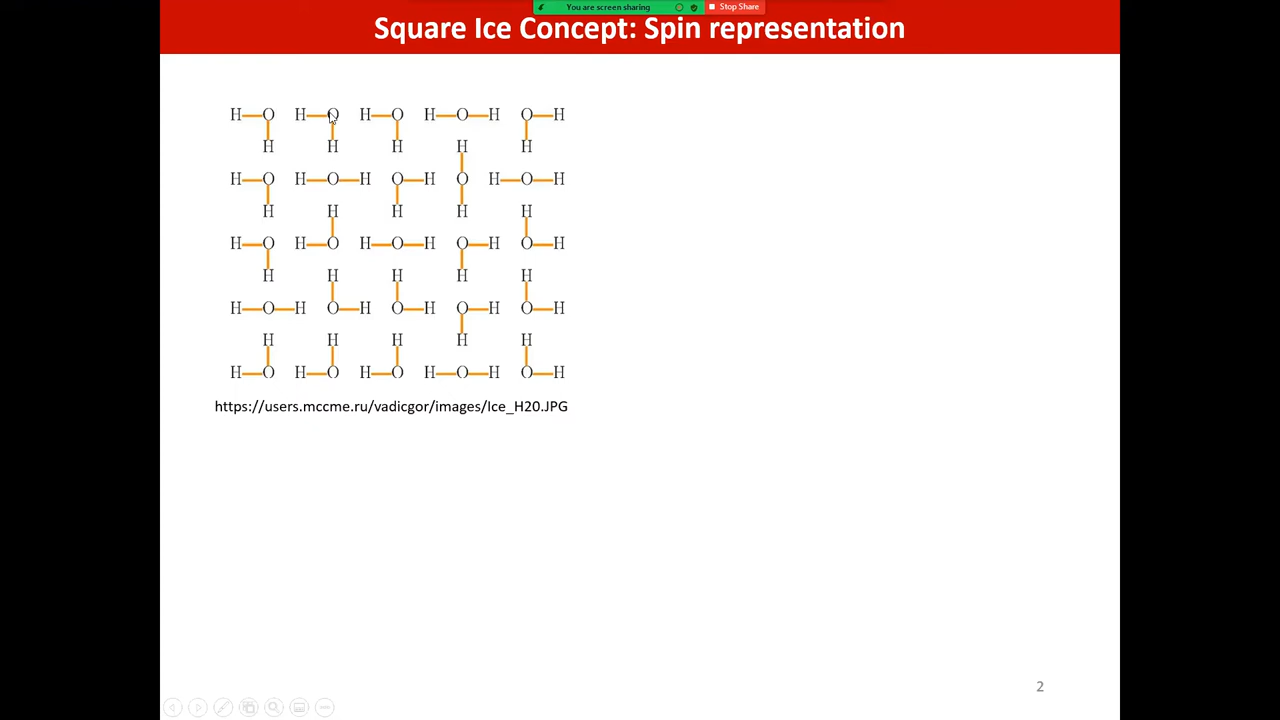 You are screen sharing Stop Share
Square Ice Concept: Spin representation
H O H O H O H O H O H
H H H H H
H O H O H O H O H O H
H H H H H
H O H O H O H O H O H
H H H H H
H O H O H O H O H O H
H H H H H
H O H O H O H O H O H
https://users.mccme.ru/vadicgor/images/Ice_H20.JPG
2